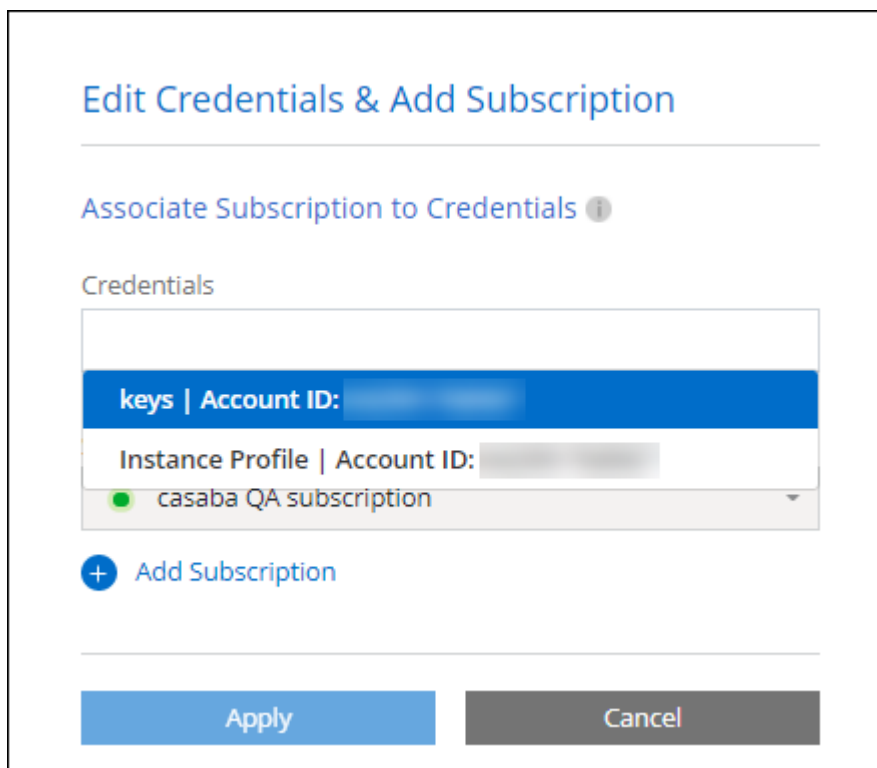 Edit Credentials & Add Subscription
Associate Subscription to Credentials
Credentials
keys | Account ID:
Instance Profile | Account ID:
casaba QA subscription
Add Subscription
Apply
Cancel